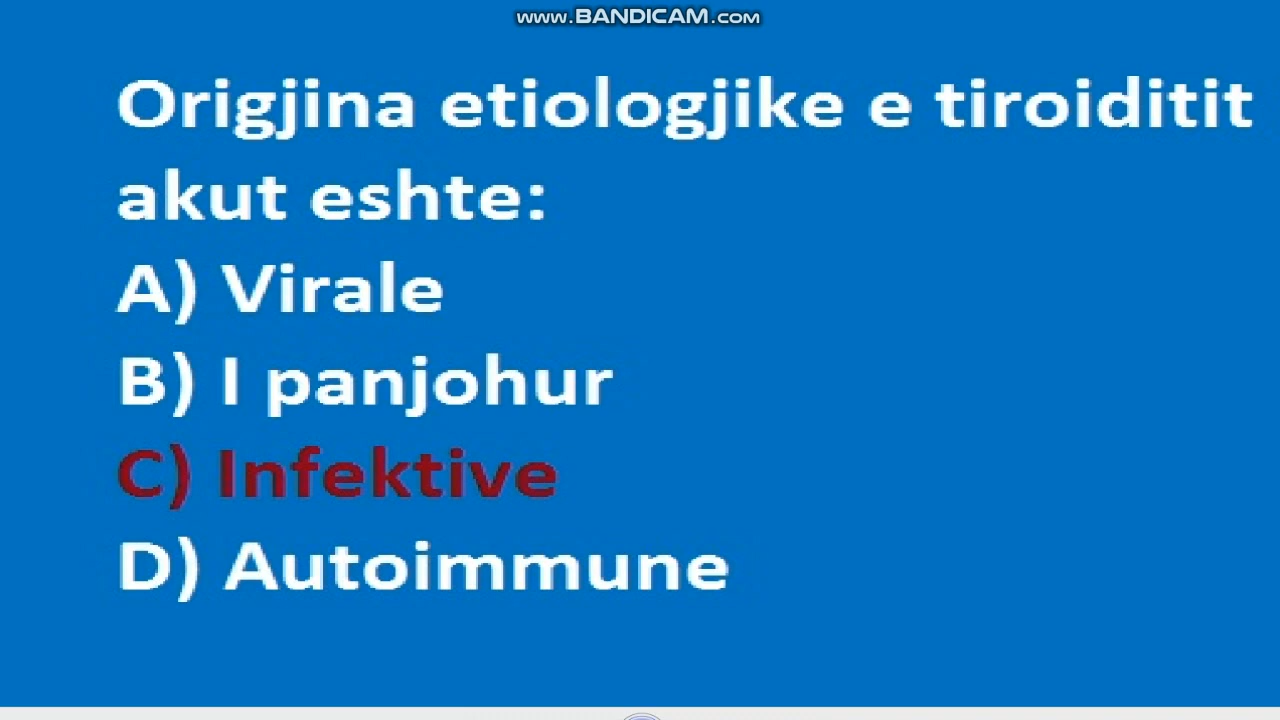 www.BANDICAM.com
Origjina etiologjike e tiroiditit
akut eshte:
A) Virale
B) I panjohur
C) Infektive
D) Autoimmune